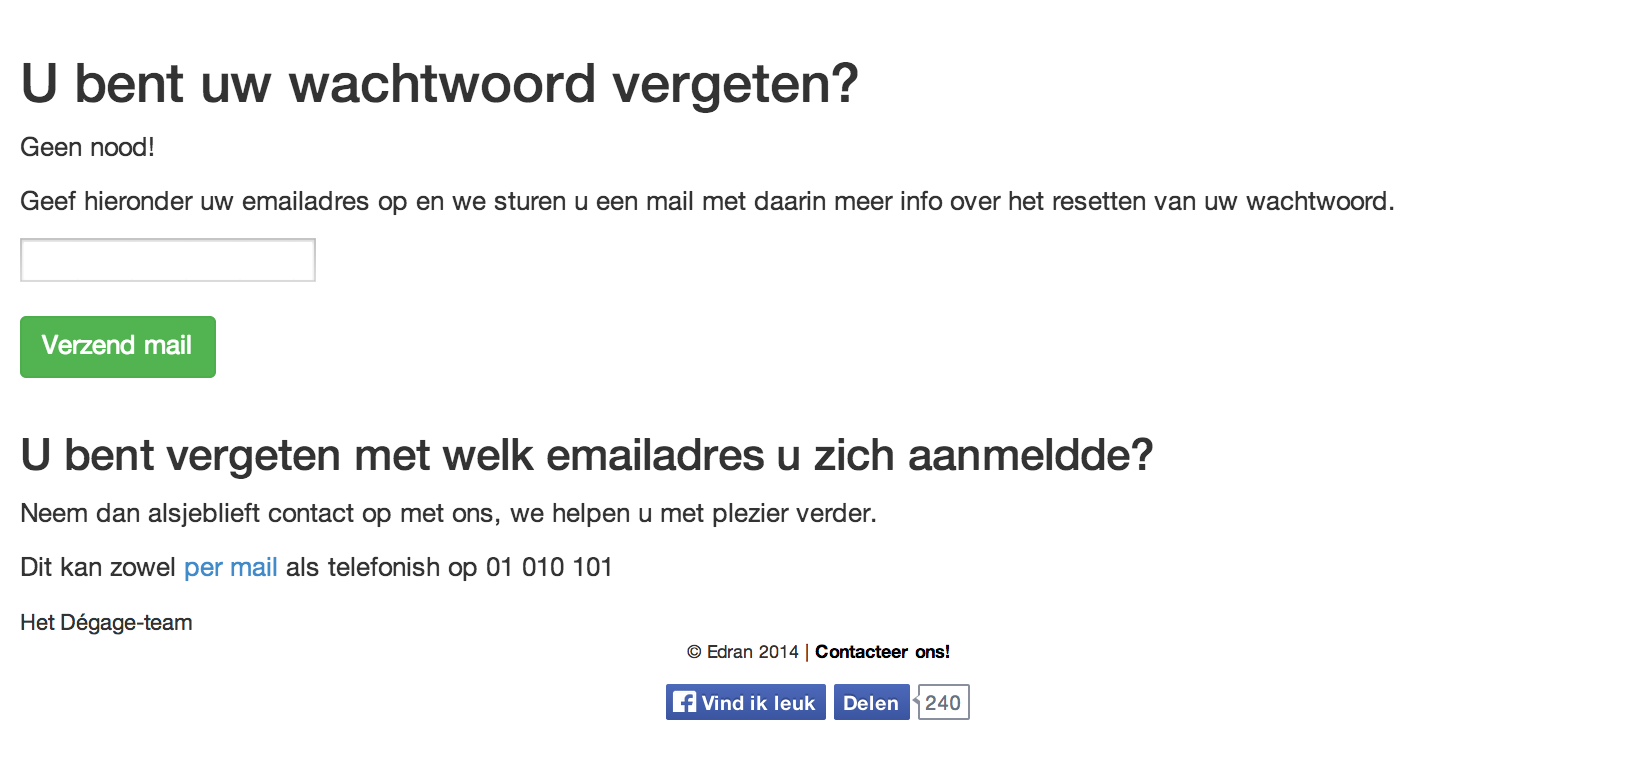 U bent uw wachtwoord vergeten?
Geen nood!
Geef hieronder uw emailadres op en we sturen u een mail met daarin meer info over het resetten van uw wachtwoord.
Verzend mail
U bent vergeten met welk emailadres u zich aanmeldde?
Neem dan alsjeblieft contact op met ons, we helpen u met plezier verder.
Dit kan zowel per mail als telefonish op 01 010 101
Het Dégage-team
© Edran 2014 | Contacteer ons!
Vind ik leuk Delen 240